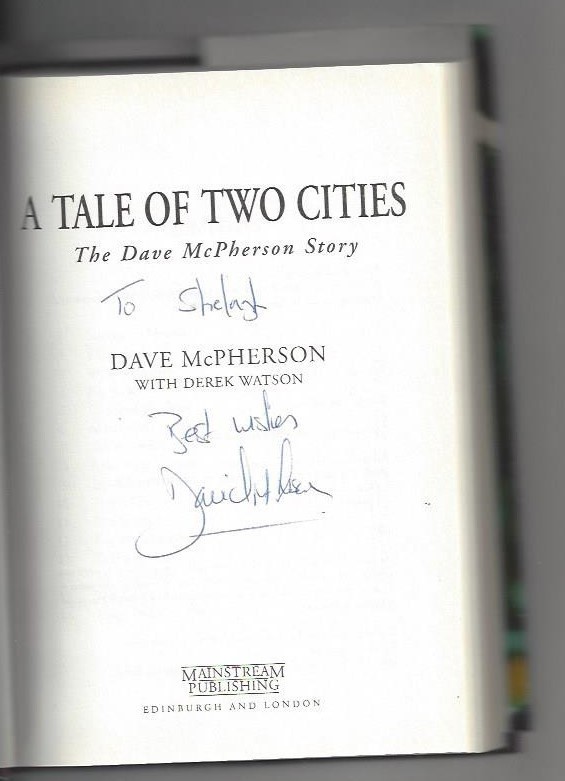 A TALE OF TWO CITIES
The Dave McPherson Story
To Shelagh
DAVE McPHERSON
WITH DEREK WATSON
Best wishes
MAINSTREAM
PUBLISHING
EDINBURGH AND LONDON